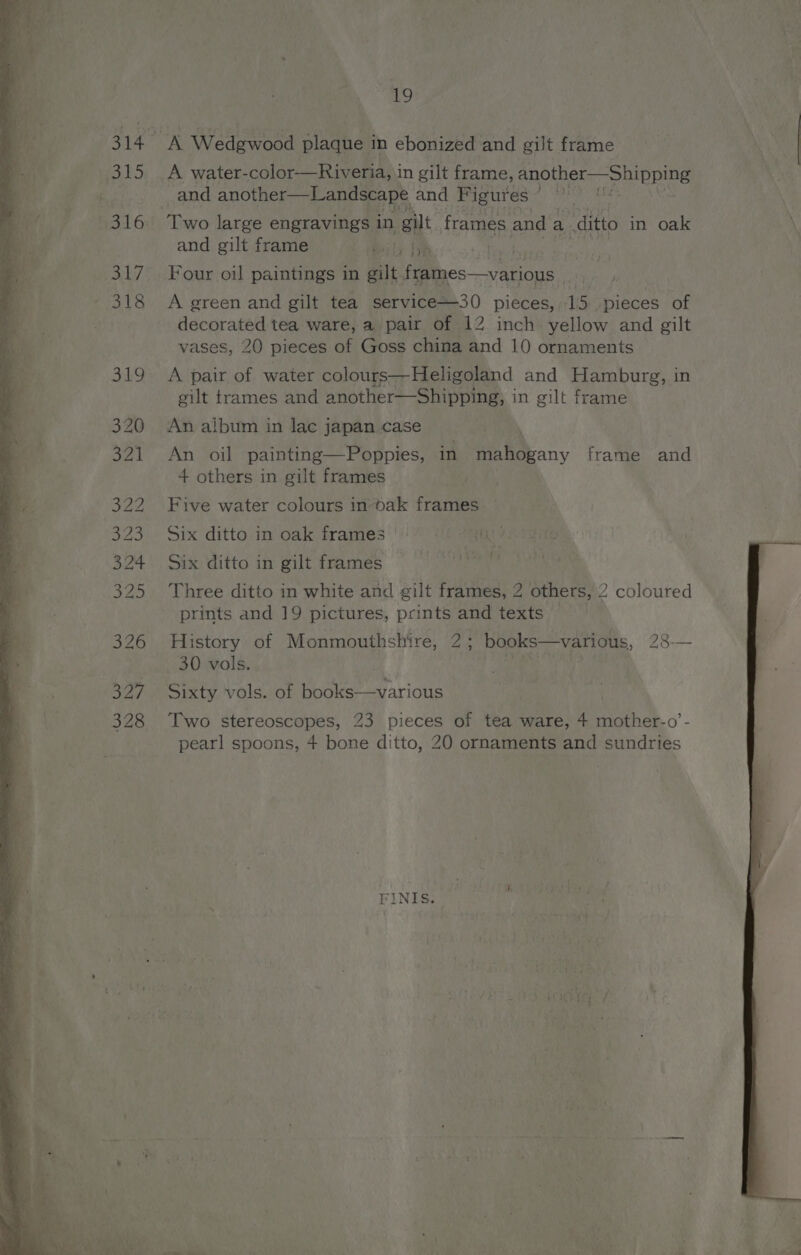 19
314 A Wedgwood plaque in ebonized and gilt frame
315 A water-color—Riveria, in gilt frame, another—Shipping
and another—Landscape and Figures
316 Two large engravings in gilt frames and a ditto in oak
and gilt frame
317 Four oil paintings in gilt frames—various
318 A green and gilt tea service—30 pieces, 15 pieces of
decorated tea ware, a pair of 12 inch yellow and gilt
vases, 20 pieces of Goss china and 10 ornaments
319 A pair of water colours—Heligoland and Hamburg, in
gilt frames and another—Shipping, in gilt frame
320 An album in lac japan case
321 An oil painting—Poppies, in mahogany frame and
4 others in gilt frames
322 Five water colours in oak frames
323 Six ditto in oak frames
324 Six ditto in gilt frames
325 Three ditto in white and gilt frames, 2 others, 2 coloured
prints and 19 pictures, prints and texts
326 History of Monmouthshire, 2; books—various, 28—
30 vols.
327 Sixty vols. of books—various
328 Two stereoscopes, 23 pieces of tea ware, 4 mother-o'-
pearl spoons, 4 bone ditto, 20 ornaments and sundries
FINIS.